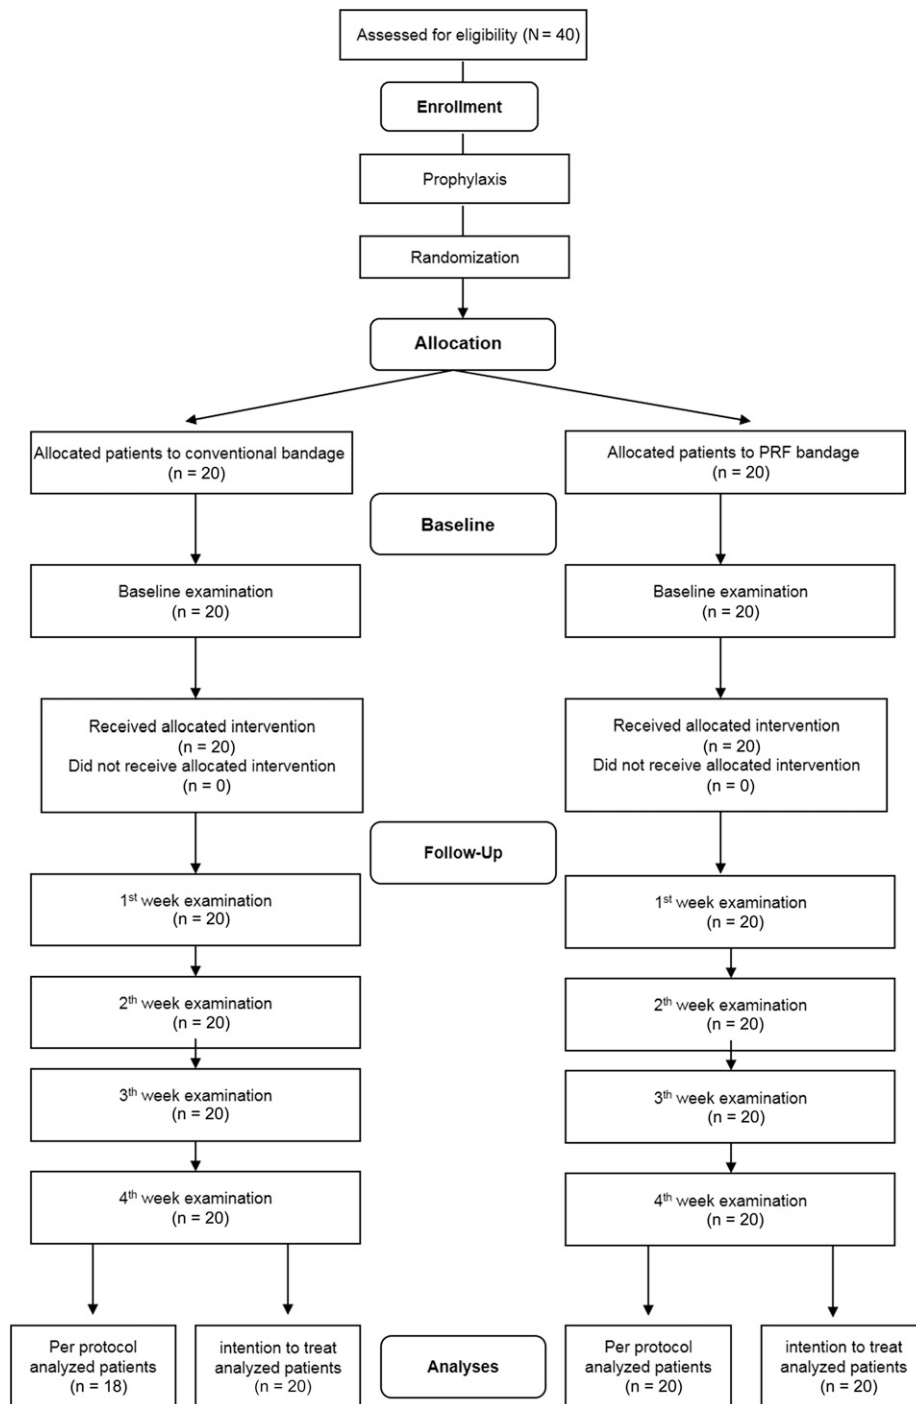 Assessed for eligibility (N = 40)
Enrollment
Prophylaxis
Randomization
Allocation
Allocated patients to conventional bandage
(n = 20)
Allocated patients to PRF bandage
(n = 20)
Baseline
Baseline examination
(n = 20)
Baseline examination
(n = 20)
Received allocated intervention
(n = 20)
Did not receive allocated intervention
(n = 0)
Received allocated intervention
(n = 20)
Did not receive allocated intervention
(n = 0)
Follow-Up
1st week examination
(n = 20)
1st week examination
(n = 20)
2th week examination
(n = 20)
2th week examination
(n = 20)
3th week examination
(n = 20)
3th week examination
(n = 20)
4th week examination
(n = 20)
4th week examination
(n = 20)
Per protocol
analyzed patients
(n = 18)
intention to treat
analyzed patients
(n = 20)
Analyses
Per protocol
analyzed patients
(n = 20)
intention to treat
analyzed patients
(n = 20)